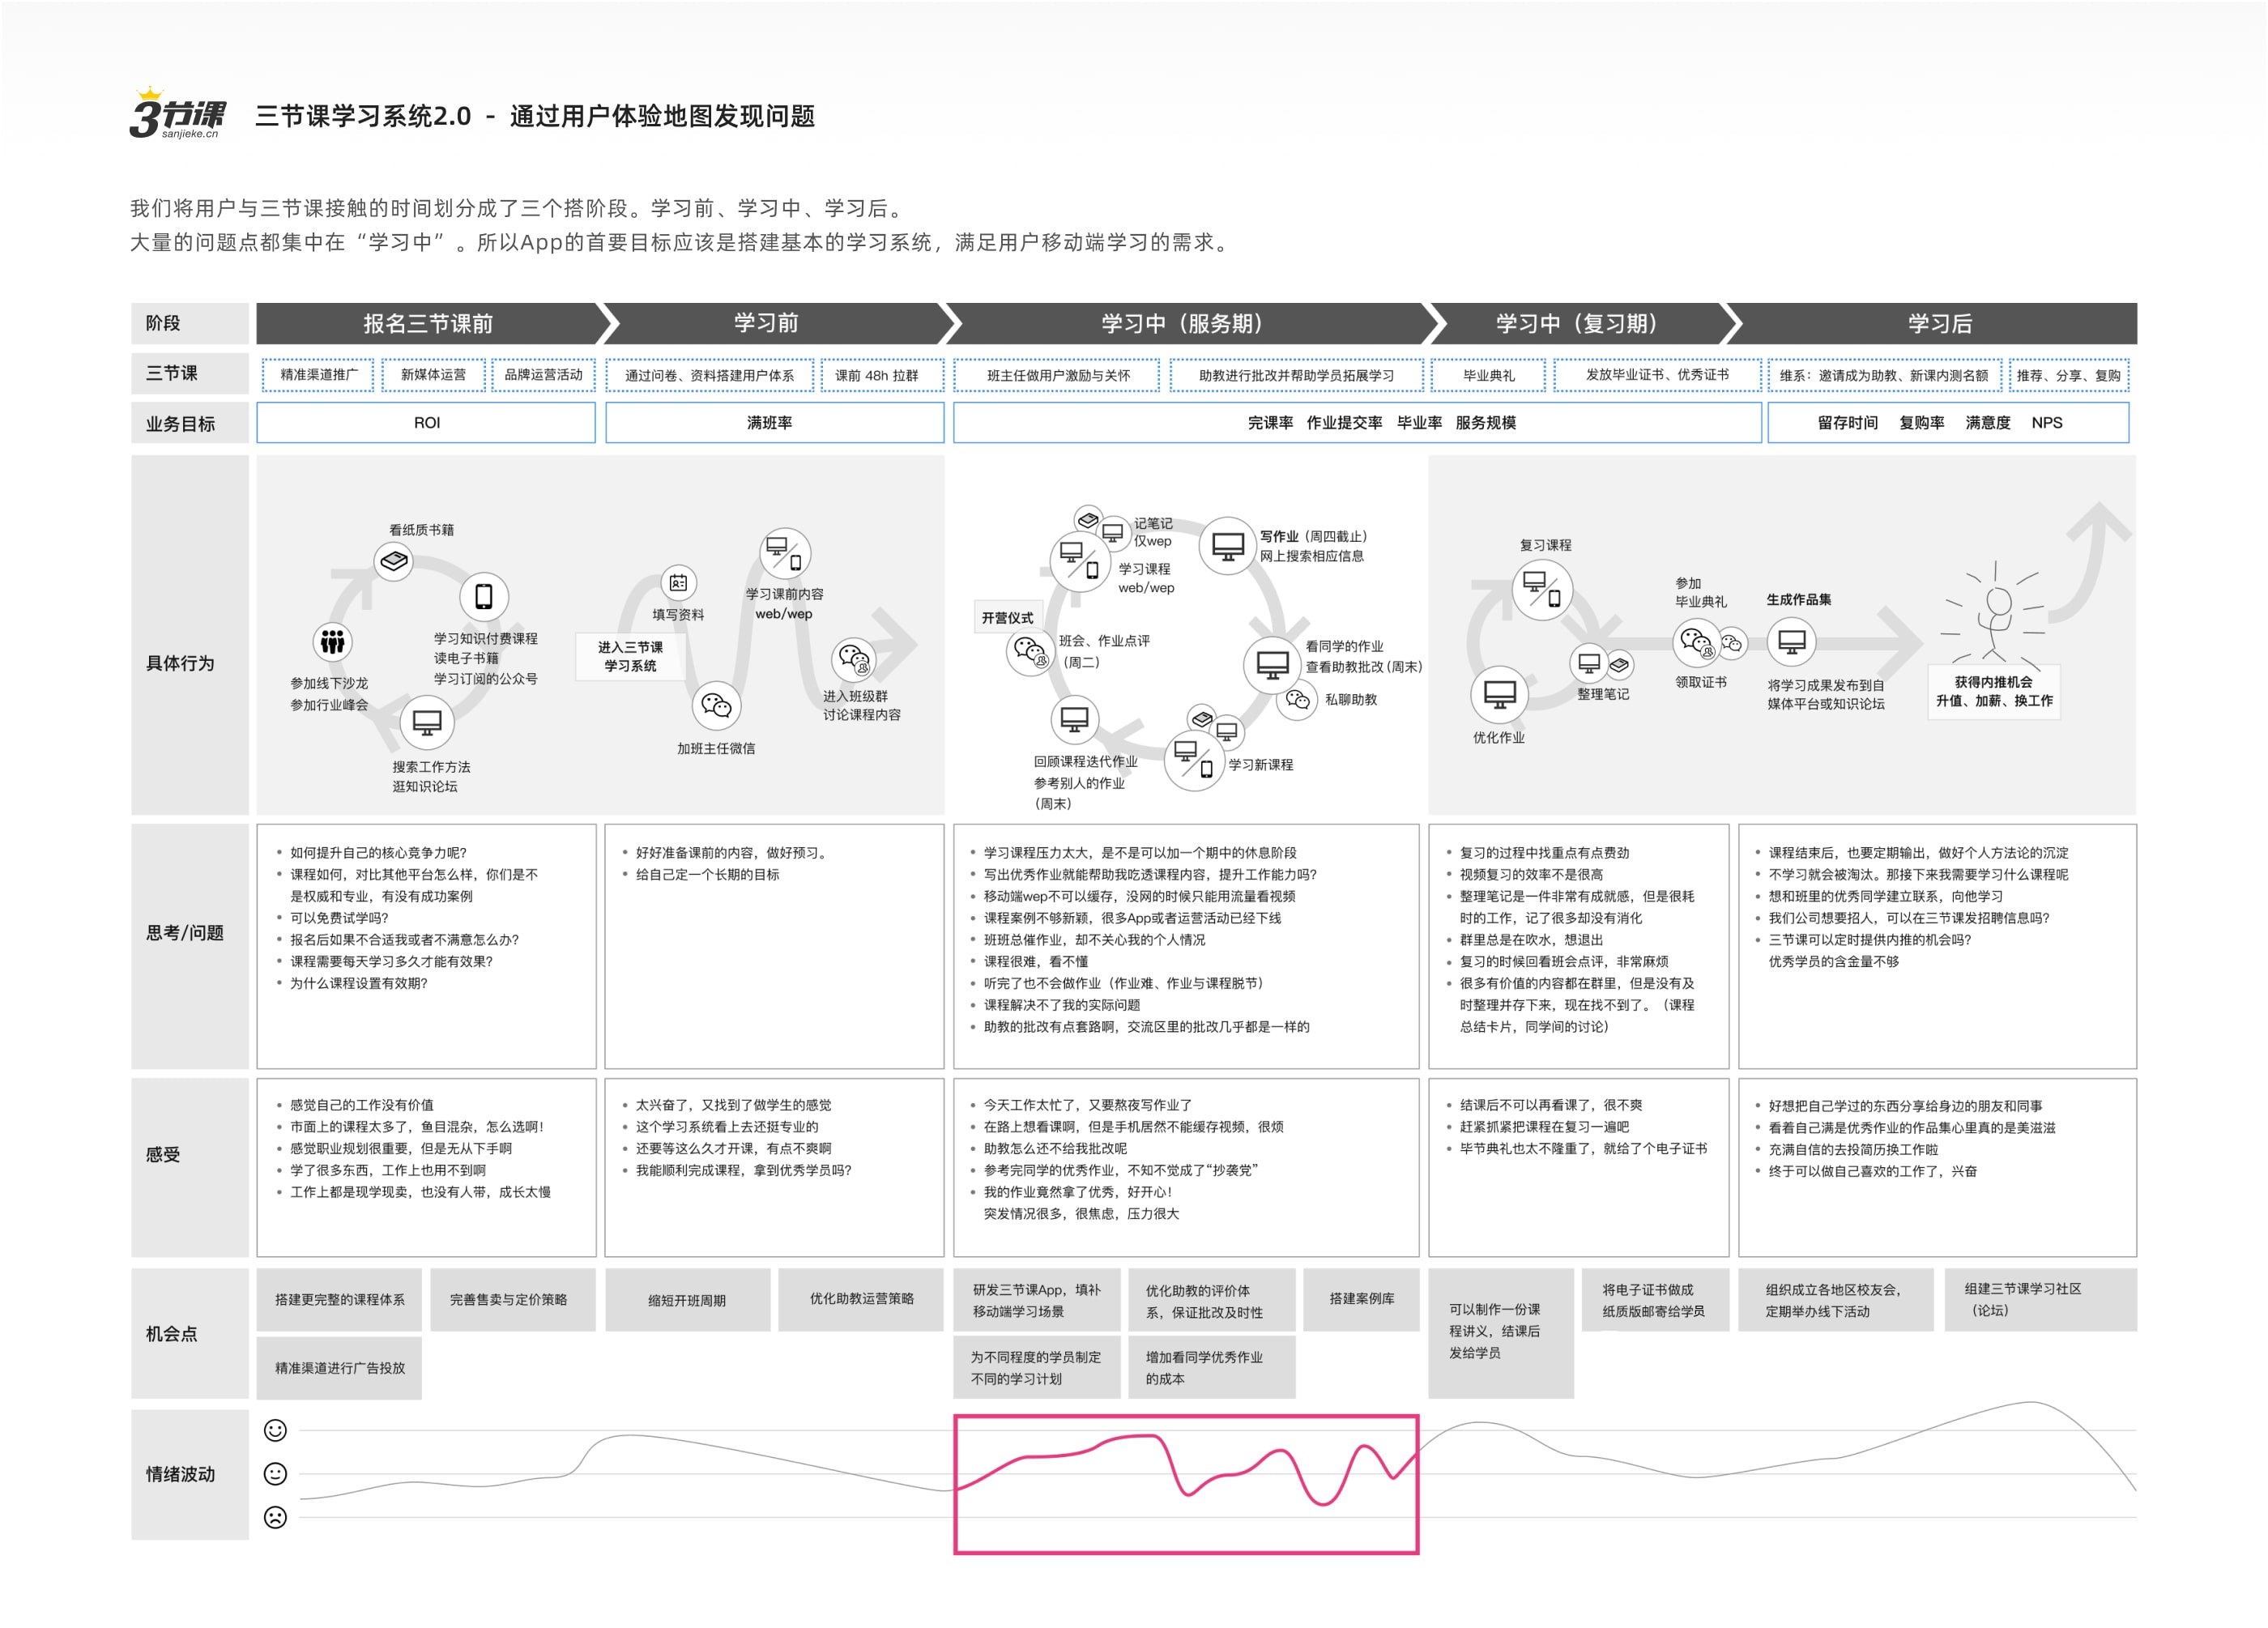 3节课
sanjieke.cn
三节课学习系统2.0 - 通过用户体验地图发现问题
我们将用户与三节课接触的时间划分成了三个搭阶段。学习前、学习中、学习后。
大量的问题点都集中在“学习中”。所以App的首要目标应该是搭建基本的学习系统，满足用户移动端学习的需求。
阶段
报名三节课前
学习前
学习中（服务期）
学习中（复习期）
学习后
三节课
精准渠道推广
新媒体运营
品牌运营活动
通过问卷、资料搭建用户体系
课前 48h 拉群
班主任做用户激励与关怀
助教进行批改并帮助学员拓展学习
毕业典礼
发放毕业证书、优秀证书
维系：邀请成为助教、新课内测名额
推荐、分享、复购
业务目标
ROI
满班率
完课率 作业提交率 毕业率 服务规模
留存时间 复购率 满意度 NPS
具体行为
看纸质书籍
学习知识付费课程
读电子书籍
学习订阅的公众号
参加线下沙龙
参加行业峰会
搜索工作方法
逛知识论坛
进入三节课
学习系统
填写资料
加班主任微信
学习课前内容
web/wep
进入班级群
讨论课程内容
开营仪式
记笔记
仅wep
学习课程
web/wep
写作业（周四截止）
网上搜索相应信息
班会、作业点评
（周二）
看同学的作业
查看助教批改 (周末)
私聊助教
学习新课程
回顾课程迭代作业
参考别人的作业
（周末）
复习课程
优化作业
整理笔记
参加
毕业典礼
领取证书
生成作品集
将学习成果发布到自
媒体平台或知识论坛
获得内推机会
升值、加薪、换工作
思考/问题
如何提升自己的核心竞争力呢?
课程如何，对比其他平台怎么样，你们是不
是权威和专业，有没有成功案例
可以免费试学吗?
报名后如果不合适我或者不满意怎么办?
课程需要每天学习多久才能有效果?
为什么课程设置有效期?
好好准备课前的内容，做好预习。
给自己定一个长期的目标
学习课程压力太大，是不是可以加一个期中的休息阶段
写出优秀作业就能帮助我吃透课程内容，提升工作能力吗?
移动端wep不可以缓存，没网的时候只能用流量看视频
课程案例不够新颖，很多App或者运营活动已经下线
班班总催作业，却不关心我的个人情况
课程很难，看不懂
听完了也不会做作业（作业难、作业与课程脱节）
课程解决不了我的实际问题
助教的批改有点套路啊，交流区里的批改几乎都是一样的
复习的过程中找重点有点费劲
视频复习的效率不是很高
整理笔记是一件非常有成就感，但是很耗
时的工作，记了很多却没有消化
群里总是在吹水，想退出
复习的时候回看班会点评，非常麻烦
很多有价值的内容都在群里，但是没有及
时整理并存下来，现在找不到了。（课程
总结卡片，同学间的讨论）
课程结束后，也要定期输出，做好个人方法论的沉淀
不学习就会被淘汰。那接下来我需要学习什么课程呢
想和班里的优秀同学建立联系，向他学习
我们公司想要招人，可以在三节课发招聘信息吗?
三节课可以定时提供内推的机会吗?
优秀学员的含金量不够
感受
感觉自己的工作没有价值
市面上的课程太多了，鱼目混杂，怎么选啊！
感觉职业规划很重要，但是无从下手啊
学了很多东西，工作上也用不到啊
工作上都是现学现卖，也没有人带，成长太慢
太兴奋了，又找到了做学生的感觉
这个学习系统看上去还挺专业的
还要等这么久才开课，有点不爽啊
我能顺利完成课程，拿到优秀学员吗?
今天工作太忙了，又要熬夜写作业了
在路上想看课啊，但是手机居然不能缓存视频，很烦
助教怎么还不给我批改呢
参考完同学的优秀作业，不知不觉成了“抄袭党”
我的作业竟然拿了优秀，好开心！
突发情况很多，很焦虑，压力很大
结课后不可以再看课了，很不爽
赶紧抓紧把课程在复习一遍吧
毕节典礼也太不隆重了，就给了个电子证书
好想把自己学过的东西分享给身边的朋友和同事
看着自己满是优秀作业的作品集心里真的是美滋滋
充满自信的去投简历换工作啦
终于可以做自己喜欢的工作了，兴奋
机会点
搭建更完整的课程体系
完善售卖与定价策略
精准渠道进行广告投放
缩短开班周期
优化助教运营策略
研发三节课App，填补
移动端学习场景
优化助教的评价体
系，保证批改及时性
搭建案例库
为不同程度的学员制定
不同的学习计划
增加看同学优秀作业
的成本
可以制作一份课
程讲义，结课后
发给学员
将电子证书做成
纸质版邮寄给学员
组织成立各地区校友会，
定期举办线下活动
组建三节课学习社区
（论坛）
情绪波动